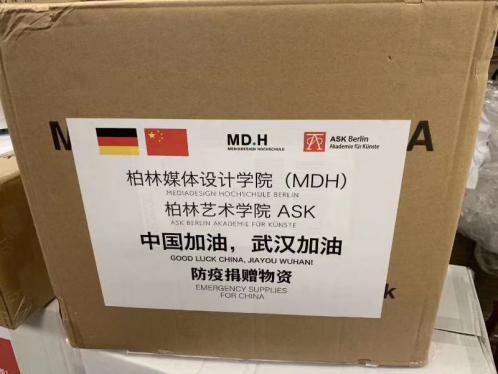 MD.H
MEDIADESIGN HOCHSCHULE
ASK Berlin
Akademie für Künste
柏林媒体设计学院（MDH）
MEDIADESIGN HOCHSCHULE BERLIN
柏林艺术学院 ASK
ASK BERLIN AKADEMIE FÜR KÜNSTE
中国加油，武汉加油
GOOD LUCK CHINA, JIAYOU WUHAN!
防疫捐赠物资
EMERGENCY SUPPLIES
FOR CHINA